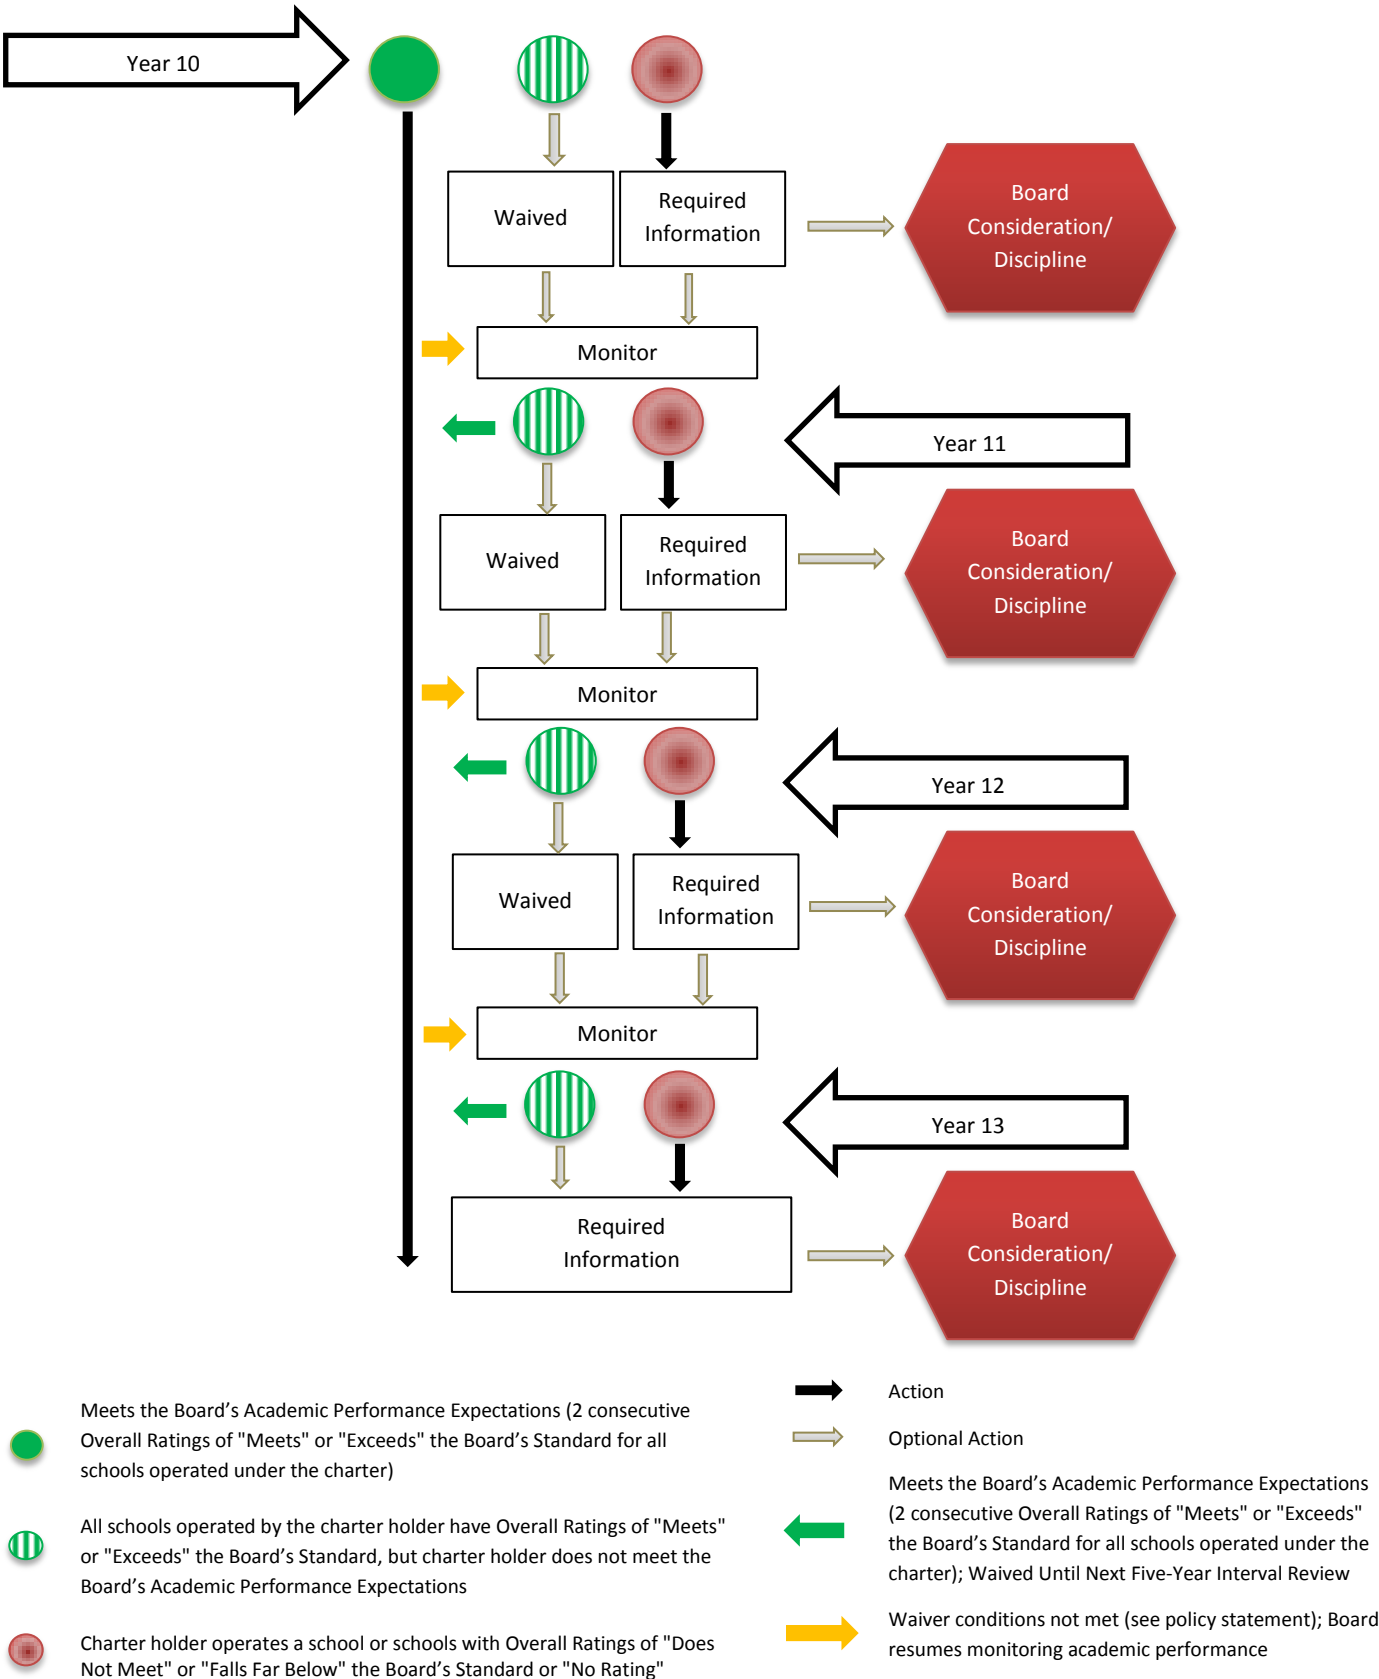 Year 10
Waived
Required
Information
Board
Consideration/
Discipline
Monitor
Year 11
Waived
Required
Information
Board
Consideration/
Discipline
Monitor
Year 12
Waived
Required
Information
Board
Consideration/
Discipline
Monitor
Year 13
Required
Information
Board
Consideration/
Discipline
Meets the Board’s Academic Performance Expectations (2 consecutive
Overall Ratings of "Meets" or "Exceeds" the Board’s Standard for all
schools operated under the charter)
All schools operated by the charter holder have Overall Ratings of "Meets"
or "Exceeds" the Board’s Standard, but charter holder does not meet the
Board’s Academic Performance Expectations
Charter holder operates a school or schools with Overall Ratings of "Does
Not Meet" or "Falls Far Below" the Board’s Standard or "No Rating"
Action
Optional Action
Meets the Board’s Academic Performance Expectations
(2 consecutive Overall Ratings of "Meets" or "Exceeds"
the Board’s Standard for all schools operated under the
charter); Waived Until Next Five-Year Interval Review
Waiver conditions not met (see policy statement); Board
resumes monitoring academic performance